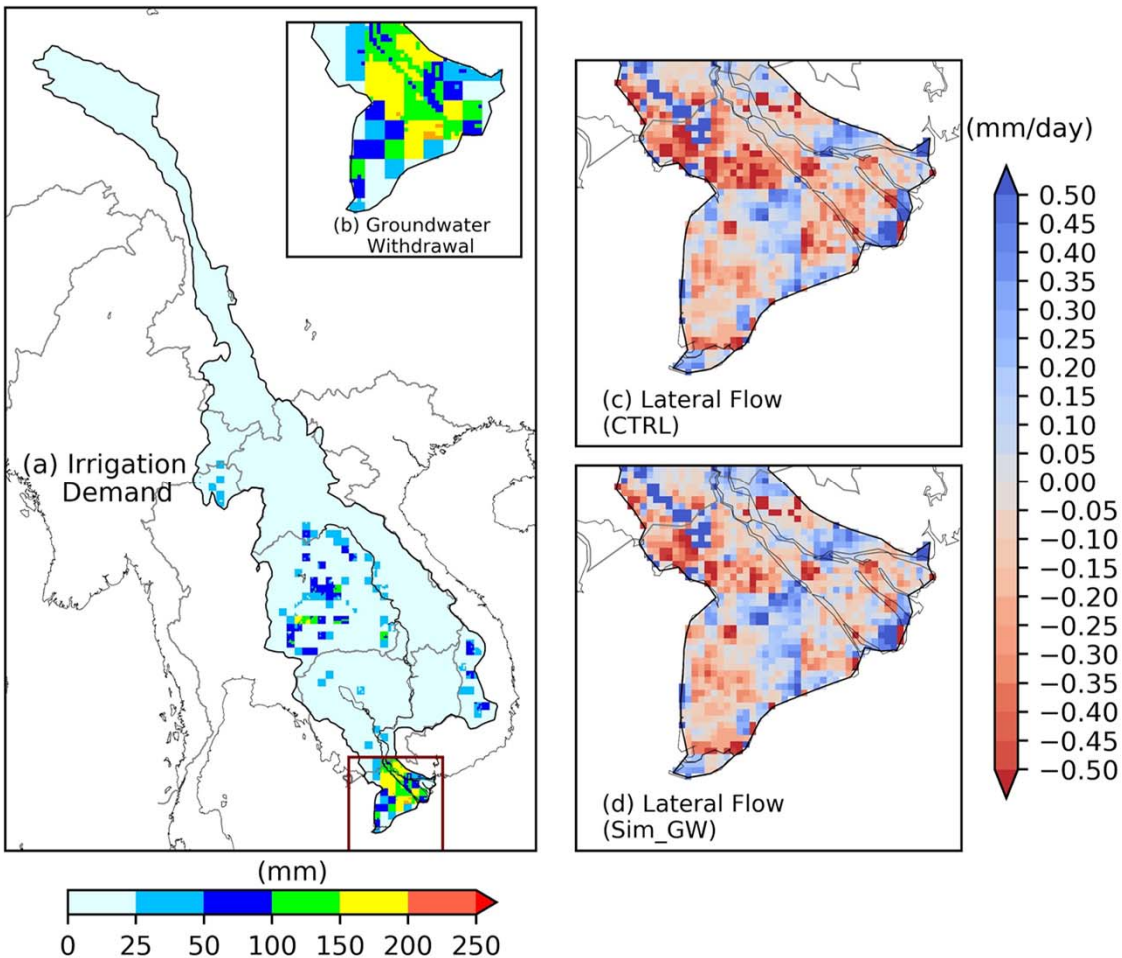 (b) Groundwater
Withdrawal
(a) Irrigation
Demand
(mm)
0 25 50 100 150 200 250
(c) Lateral Flow
(CTRL)
(d) Lateral Flow
(Sim_GW)
(mm/day)
0.50
0.45
0.40
0.35
0.30
0.25
0.20
0.15
0.10
0.05
0.00
−0.05
−0.10
−0.15
−0.20
−0.25
−0.30
−0.35
−0.40
−0.45
−0.50